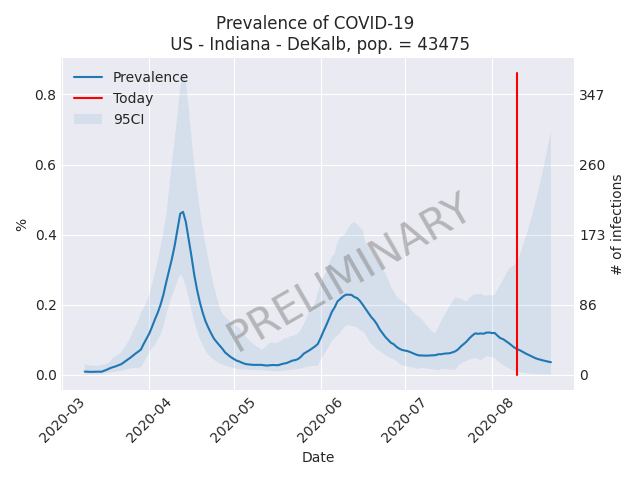 Prevalence of COVID-19
US - Indiana - DeKalb, pop. = 43475
Prevalence
Today
95CI
PRELIMINARY
%
0.8
0.6
0.4
0.2
0.0
347
260
173
86
0
# of infections
2020-03
2020-04
2020-05
2020-06
2020-07
2020-08
Date